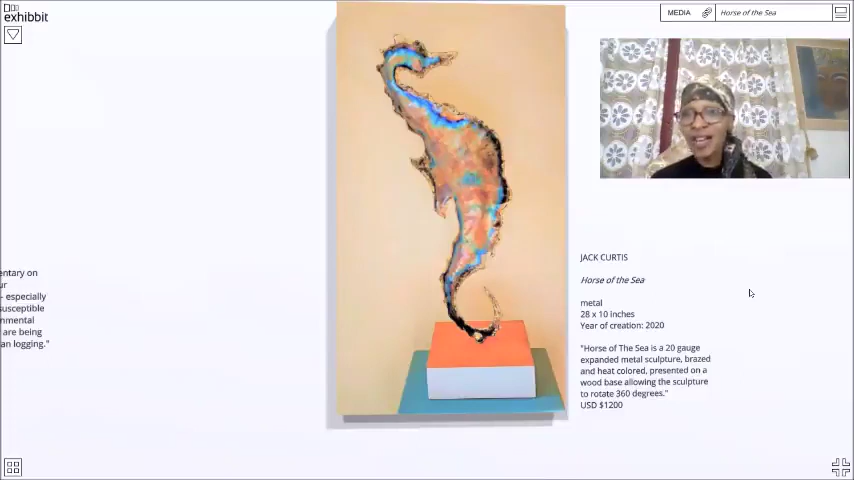 exhibbit
MEDIA
Horse of the Sea
entary on
ur
- especially
susceptible
nmental
are being
an logging."
JACK CURTIS
Horse of the Sea
metal
28 x 10 inches
Year of creation: 2020
"Horse of The Sea is a 20 gauge
expanded metal sculpture, brazed
and heat colored, presented on a
wood base allowing the sculpture
to rotate 360 degrees."
USD $1200